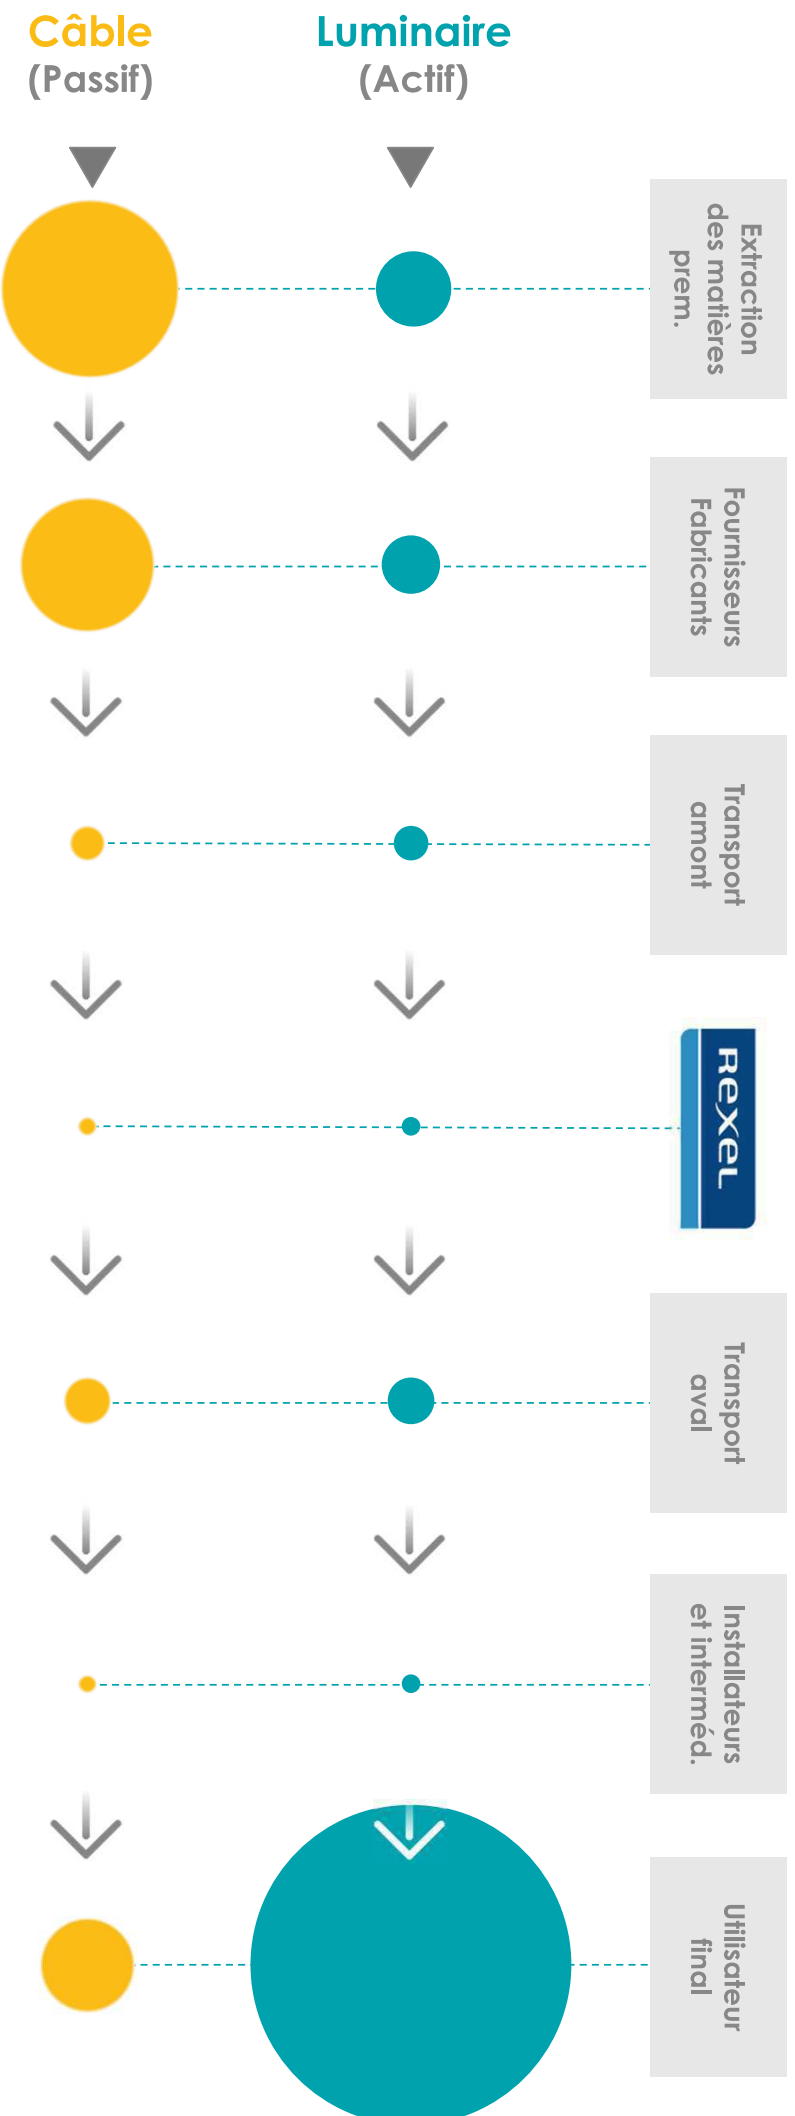 Câble
(Passif)
Luminaire
(Actif)
Extraction
des matières
prem.
Fournisseurs
Fabricants
Transport
amont
Rexel
Transport
aval
Installateurs
et interméd.
Utilisateur
final